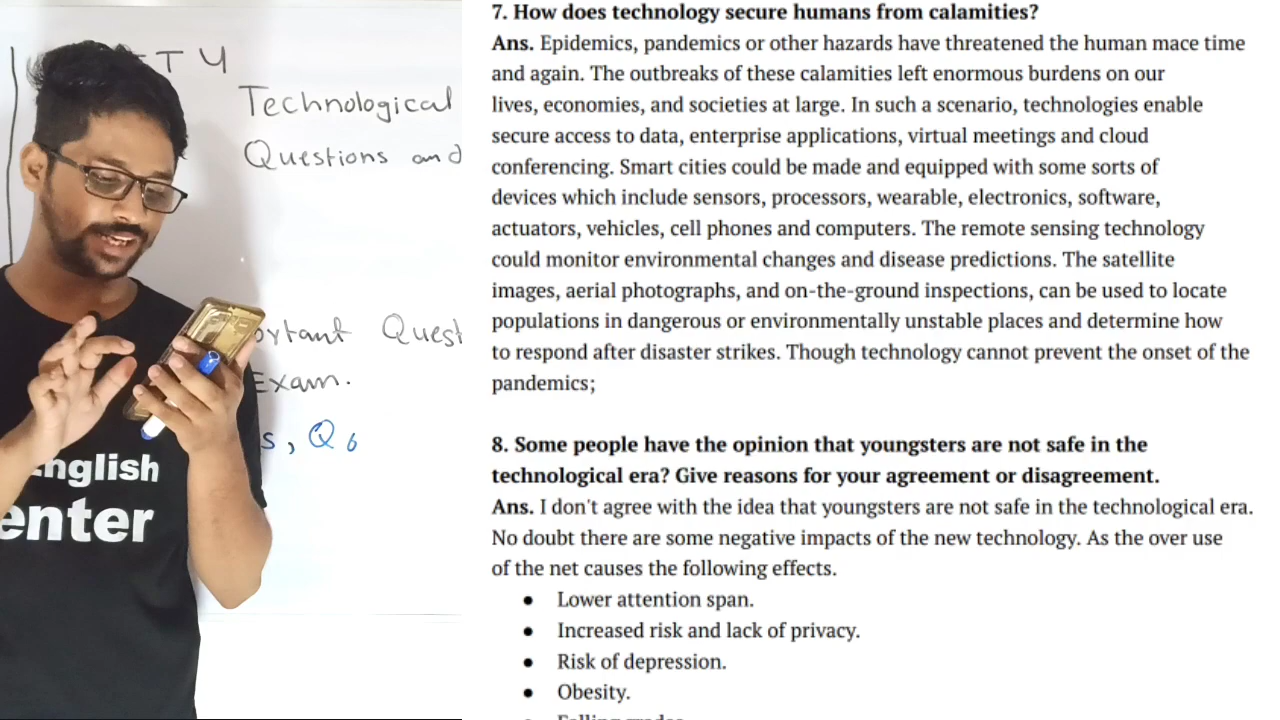 ETY
Technological
Questions and
ortant Quest
Exam.
s, Q6
nglish
enter
7. How does technology secure humans from calamities?
Ans. Epidemics, pandemics or other hazards have threatened the human mace time
and again. The outbreaks of these calamities left enormous burdens on our
lives, economies, and societies at large. In such a scenario, technologies enable
secure access to data, enterprise applications, virtual meetings and cloud
conferencing. Smart cities could be made and equipped with some sorts of
devices which include sensors, processors, wearable, electronics, software,
actuators, vehicles, cell phones and computers. The remote sensing technology
could monitor environmental changes and disease predictions. The satellite
images, aerial photographs, and on-the-ground inspections, can be used to locate
populations in dangerous or environmentally unstable places and determine how
to respond after disaster strikes. Though technology cannot prevent the onset of the
pandemics;
8. Some people have the opinion that youngsters are not safe in the
technological era? Give reasons for your agreement or disagreement.
Ans. I don't agree with the idea that youngsters are not safe in the technological era.
No doubt there are some negative impacts of the new technology. As the over use
of the net causes the following effects.
• Lower attention span.
• Increased risk and lack of privacy.
• Risk of depression.
• Obesity.
• Falling grades